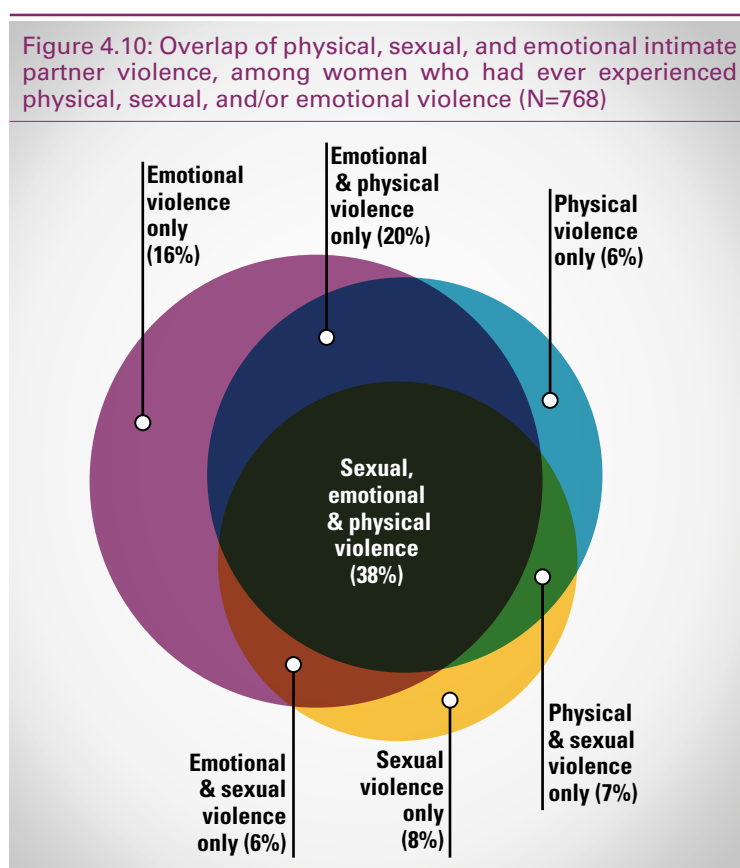 Figure 4.10: Overlap of physical, sexual, and emotional intimate
partner violence, among women who had ever experienced
physical, sexual, and/or emotional violence (N=768)
Emotional
violence
only
(16%)
Emotional
& physical
violence
only (20%)
Physical
violence
only (6%)
Sexual,
emotional
& physical
violence
(38%)
Emotional
& sexual
violence
only (6%)
Sexual
violence
only
(8%)
Physical
& sexual
violence
only (7%)